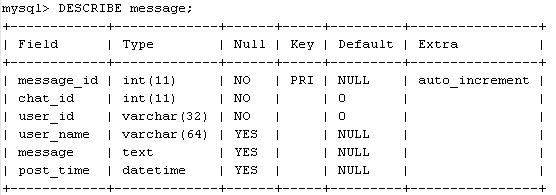 mysql> DESCRIBE message;
+------------+-------------+------+-----+---------+----------------+
| Field      | Type        | Null | Key | Default | Extra          |
+------------+-------------+------+-----+---------+----------------+
| message_id | int(11)     | NO   | PRI | NULL    | auto_increment |
| chat_id    | int(11)     | NO   |     | 0       |                |
| user_id    | varchar(32) | NO   |     | 0       |                |
| user_name  | varchar(64) | YES  |     | NULL    |                |
| message    | text        | YES  |     | NULL    |                |
| post_time  | datetime    | YES  |     | NULL    |                |
+------------+-------------+------+-----+---------+----------------+